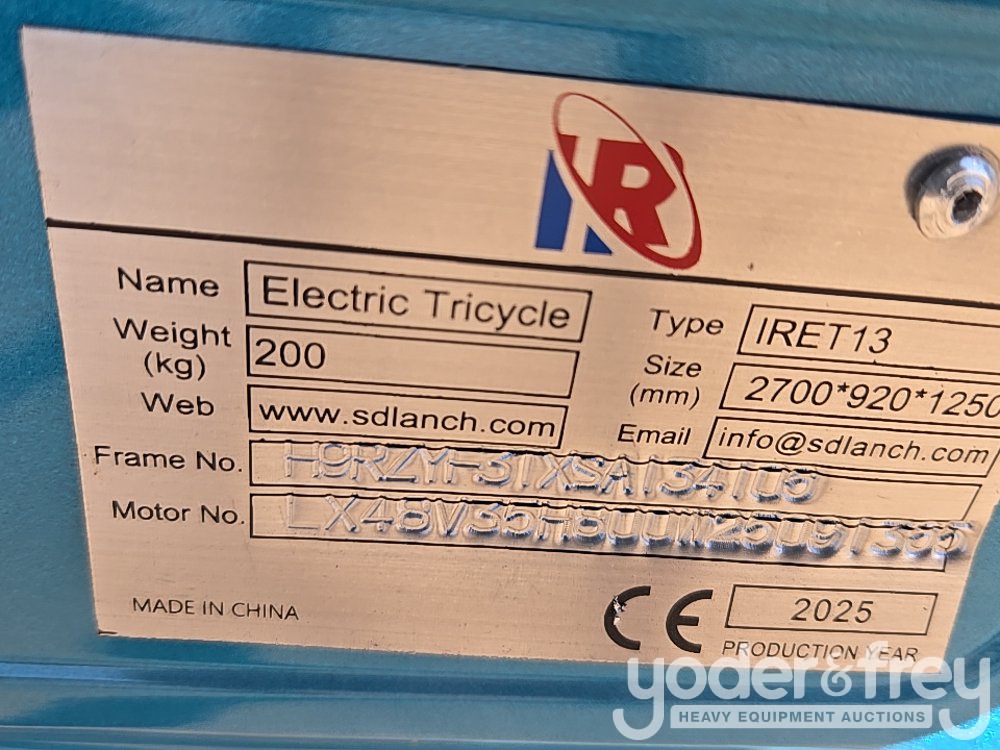 IR
Name Electric Tricycle
Type IRET13
Weight (kg) 200
Size (mm) 2700*920*1250
Web www.sdlanch.com
Email info@sdlanch.com
Frame No.
Motor No.
MADE IN CHINA
CE 2025
PRODUCTION YEAR
yoder&frey
HEAVY EQUIPMENT AUCTIONS